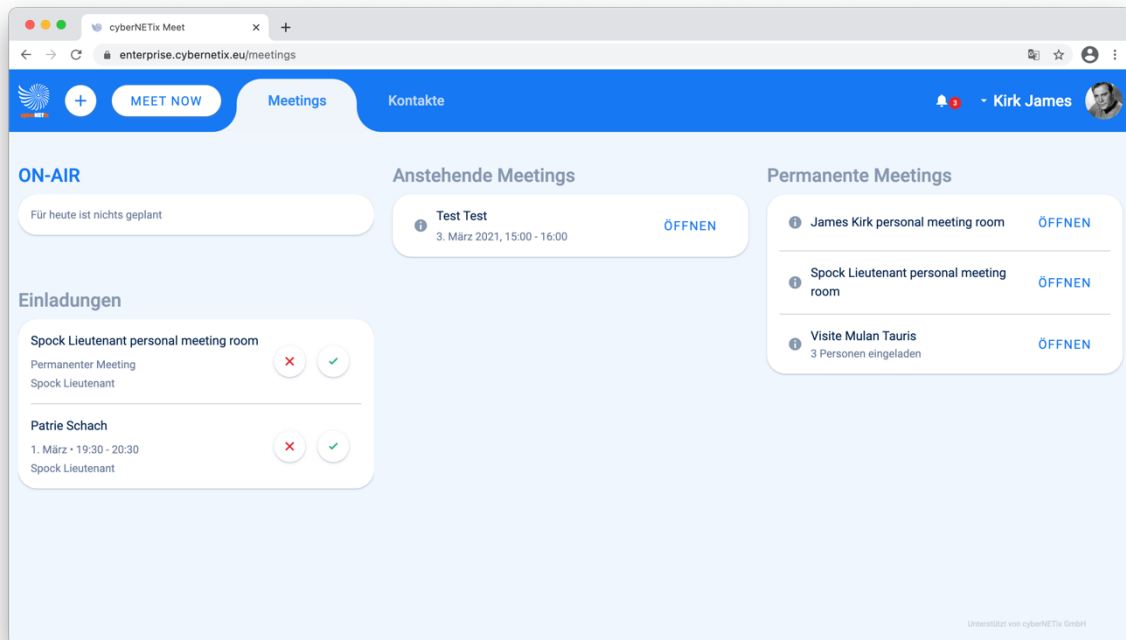 cyberNETix Meet
enterprise.cybernetix.eu/meetings
cyberNETix
MEET NOW
Meetings
Kontakte
3
Kirk James
ON-AIR
Für heute ist nichts geplant
Einladungen
Spock Lieutenant personal meeting room
Permanenter Meeting
Spock Lieutenant
Patrie Schach
1. März • 19:30 - 20:30
Spock Lieutenant
Anstehende Meetings
Test Test
3. März 2021, 15:00 - 16:00
ÖFFNEN
Permanente Meetings
James Kirk personal meeting room
ÖFFNEN
Spock Lieutenant personal meeting
room
ÖFFNEN
Visite Mulan Tauris
3 Personen eingeladen
ÖFFNEN
Unterstützt von cyberNETix GmbH